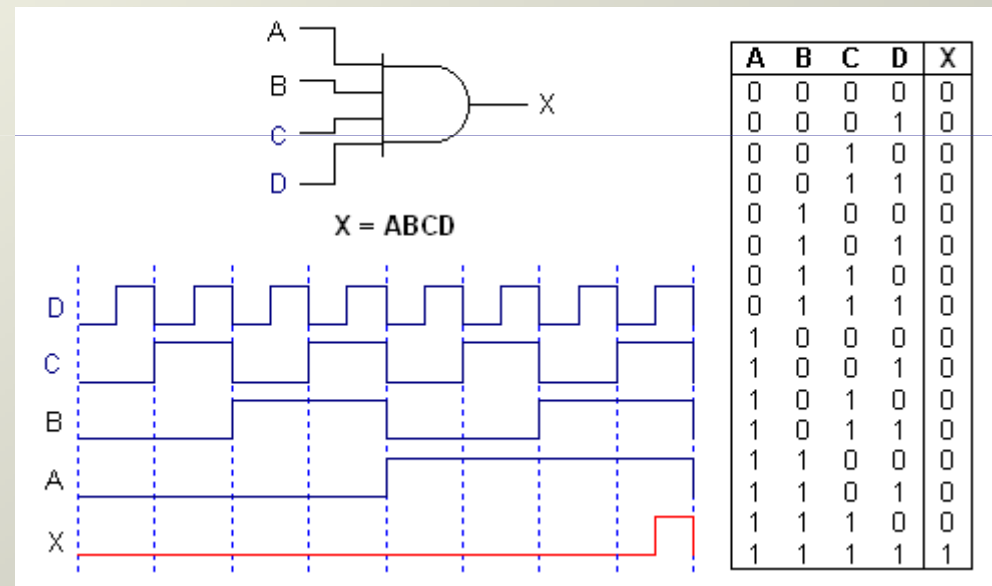 A
B
C
D
X
X = ABCD
D
C
B
A
X
A B C D X
0 0 0 0 0
0 0 0 1 0
0 0 1 0 0
0 0 1 1 0
0 1 0 0 0
0 1 0 1 0
0 1 1 0 0
0 1 1 1 0
1 0 0 0 0
1 0 0 1 0
1 0 1 0 0
1 0 1 1 0
1 1 0 0 0
1 1 0 1 0
1 1 1 0 0
1 1 1 1 1